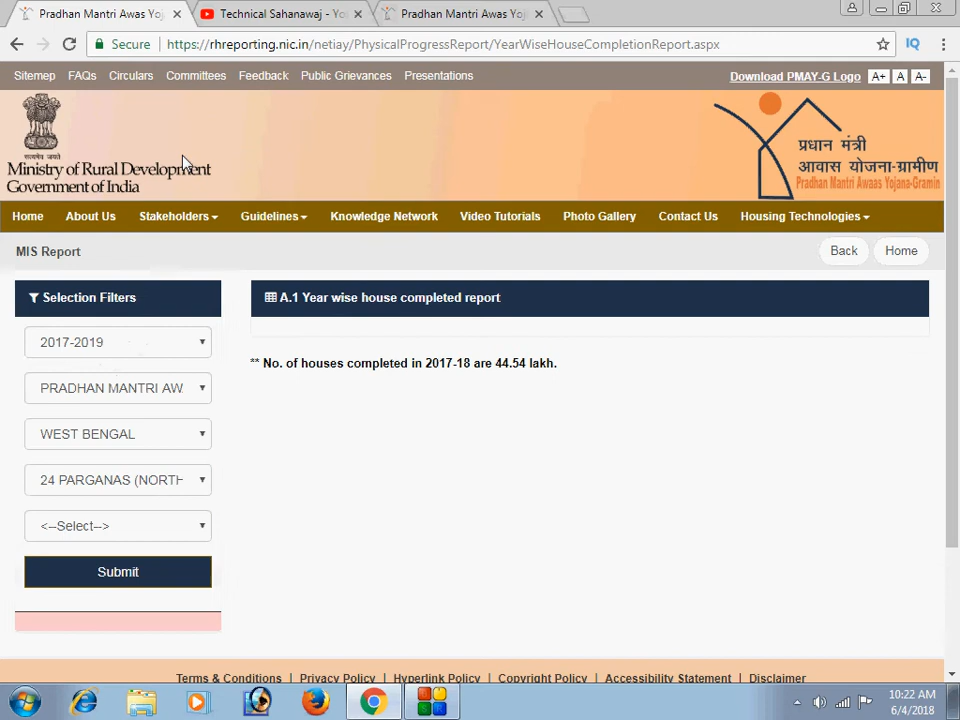 Pradhan Mantri Awas Yoj
Technical Sahanawaj - Yo
Pradhan Mantri Awas Yoj
Secure
https://rhreporting.nic.in/netiay/PhysicalProgressReport/YearWiseHouseCompletionReport.aspx
IQ
Sitemep FAQs Circulars Committees Feedback Public Grievances Presentations
Download PMAY-G Logo A+ A A-
सत्यमेव जयते
Ministry of Rural Development
Government of India
प्रधान मंत्री
आवास योजना-ग्रामीण
Pradhan Mantri Awaas Yojana-Gramin
Home About Us Stakeholders Guidelines Knowledge Network Video Tutorials Photo Gallery Contact Us Housing Technologies
MIS Report
Back Home
Selection Filters
A.1 Year wise house completed report
2017-2019
** No. of houses completed in 2017-18 are 44.54 lakh.
PRADHAN MANTRI AW
WEST BENGAL
24 PARGANAS (NORTH
<--Select-->
Submit
Terms & Conditions Privacy Policy Hyperlink Policy Copyright Policy Accessibility Statement Disclaimer
10:22 AM
6/4/2018